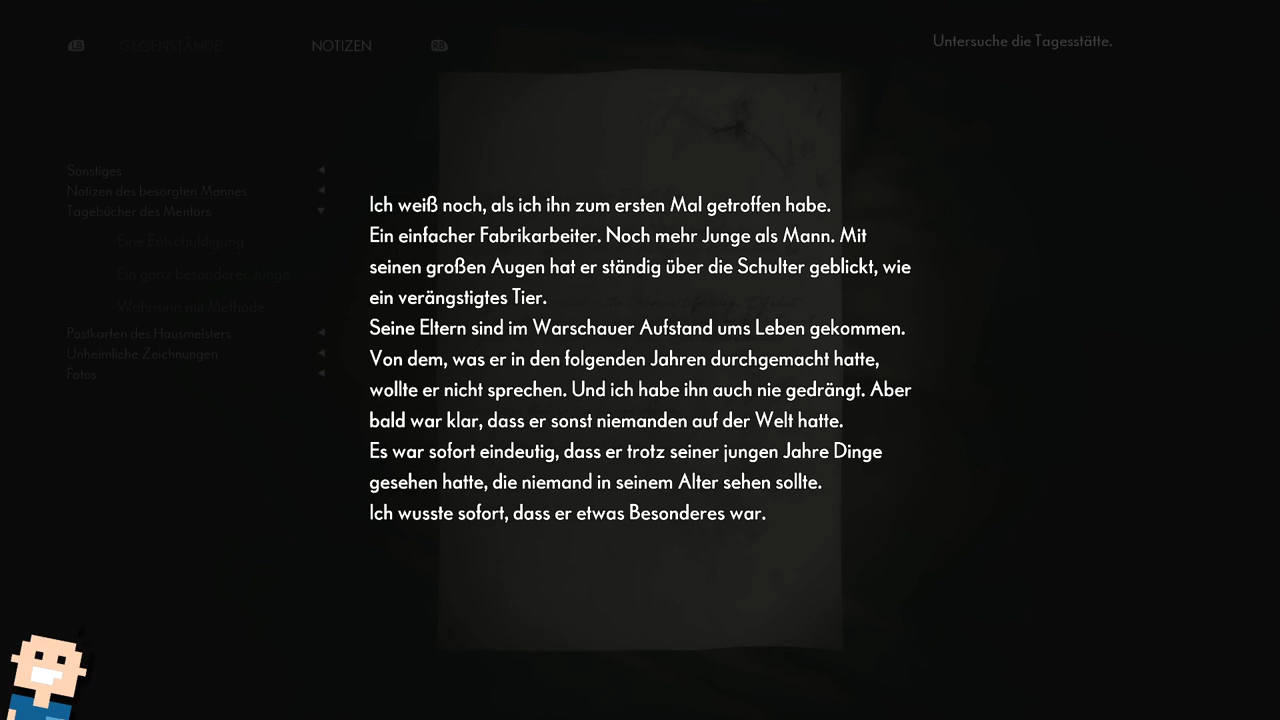 LB GEGENSTÄNDE NOTIZEN RB
Untersuche die Tagesstätte.
Sonstiges
Notizen des besorgten Mannes
Tagebücher des Mentors
Eine Entschuldigung
Ein ganz besonderer Junge
Wahnsinn mit Methode
Postkarten des Hausmeisters
Unheimliche Zeichnungen
Fotos
Ich weiß noch, als ich ihn zum ersten Mal getroffen habe.
Ein einfacher Fabrikarbeiter. Noch mehr Junge als Mann. Mit
seinen großen Augen hat er ständig über die Schulter geblickt, wie
ein verängstigtes Tier.
Seine Eltern sind im Warschauer Aufstand ums Leben gekommen.
Von dem, was er in den folgenden Jahren durchgemacht hatte,
wollte er nicht sprechen. Und ich habe ihn auch nie gedrängt. Aber
bald war klar, dass er sonst niemanden auf der Welt hatte.
Es war sofort eindeutig, dass er trotz seiner jungen Jahre Dinge
gesehen hatte, die niemand in seinem Alter sehen sollte.
Ich wusste sofort, dass er etwas Besonderes war.